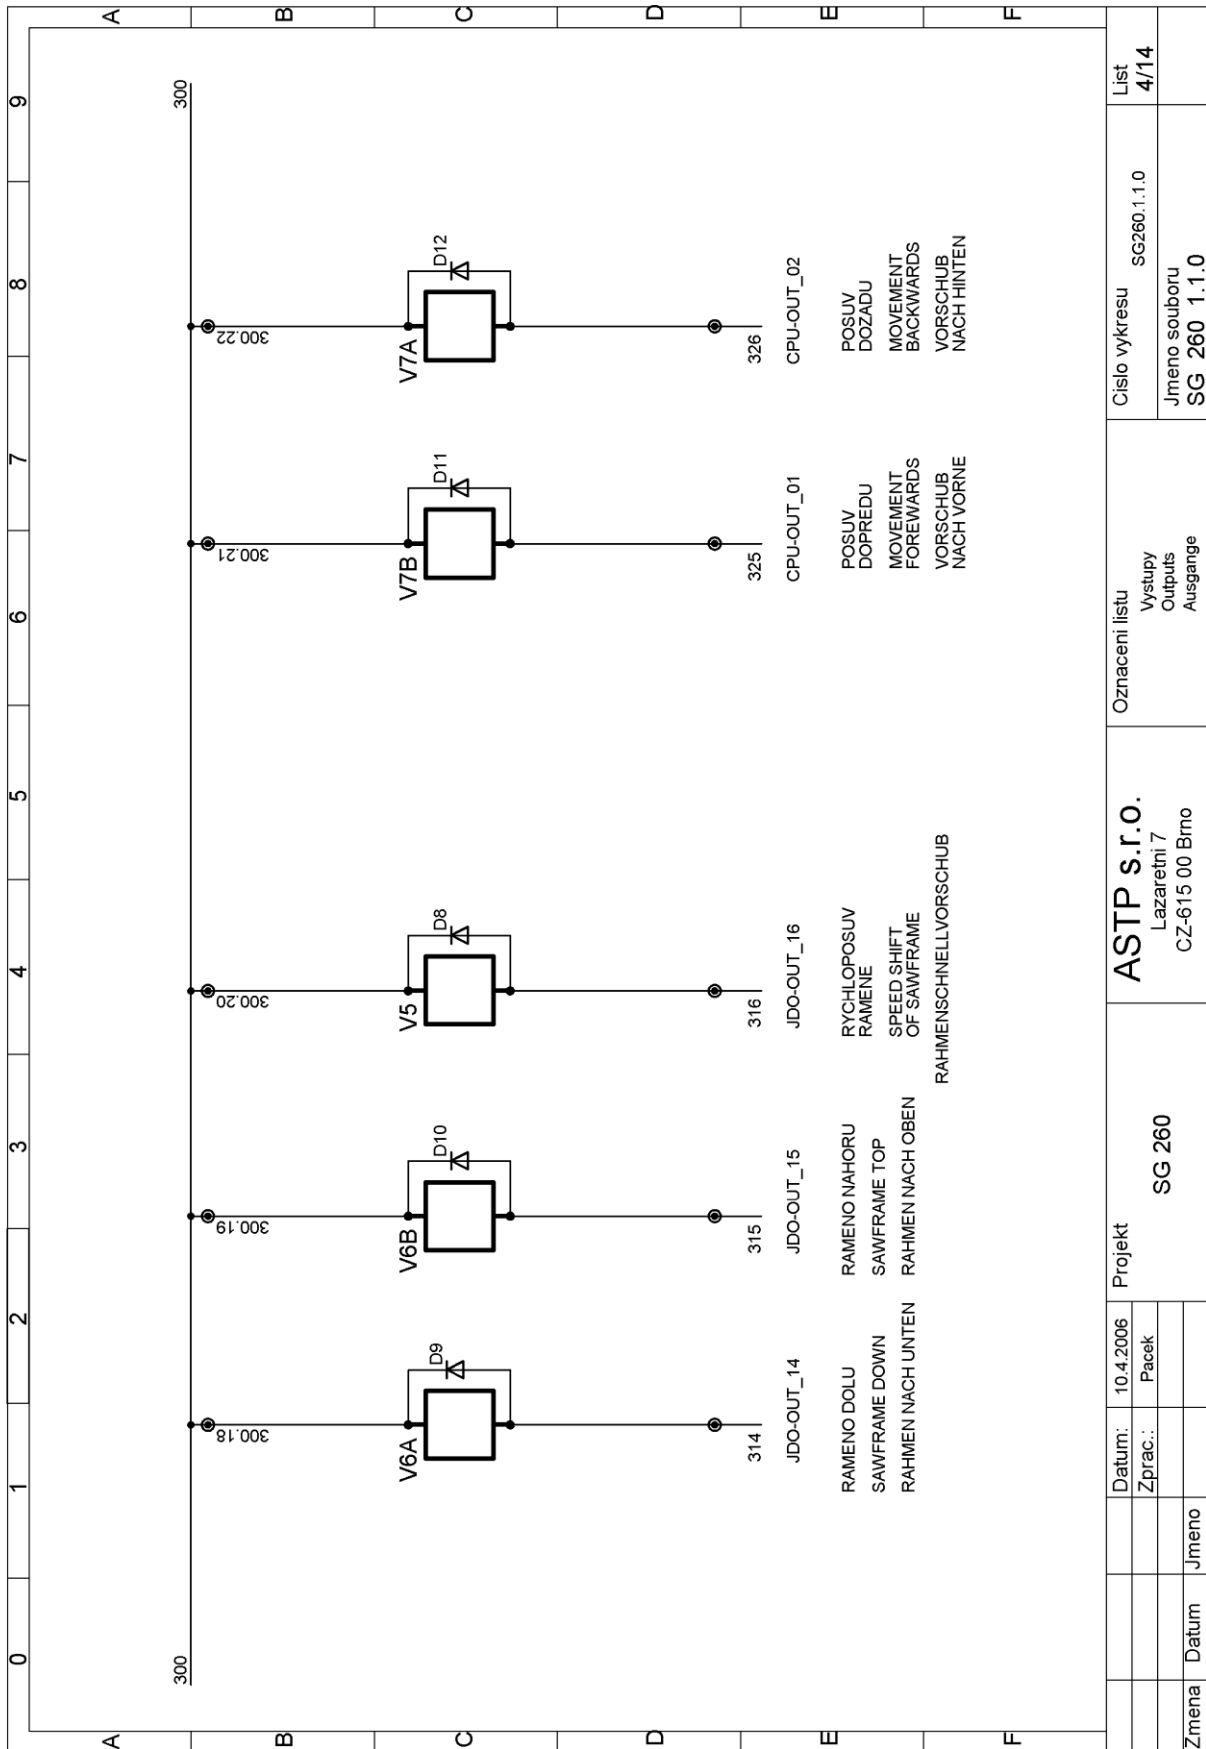 0 1 2 3 4 5 6 7 8 9
A A
B B
C C
D D
E E
F F
300 300
300.18
300.19
300.20
300.21
300.22
V6A D9
V6B D10
V5 D8
V7B D11
V7A D12
314
JDO-OUT_14
RAMENO DOLU
SAWFRAME DOWN
RAHMEN NACH UNTEN
315
JDO-OUT_15
RAMENO NAHORU
SAWFRAME TOP
RAHMEN NACH OBEN
316
JDO-OUT_16
RYCHLOPOSUV
RAMENE
SPEED SHIFT
OF SAWFRAME
RAHMENSCHNELLVORSCHUB
325
CPU-OUT_01
POSUV
DOPREDU
MOVEMENT
FOREWARDS
VORSCHUB
NACH VORNE
326
CPU-OUT_02
POSUV
DOZADU
MOVEMENT
BACKWARDS
VORSCHUB
NACH HINTEN
Zmena Datum Jmeno
Datum: 10.4.2006
Zprac.: Pacek
Projekt
SG 260
ASTP s.r.o.
Lazaretni 7
CZ-615 00 Brno
Oznaceni listu
Vystupy
Outputs
Ausgange
Cislo vykresu
SG260.1.1.0
Jmeno souboru
SG 260 1.1.0
List
4/14